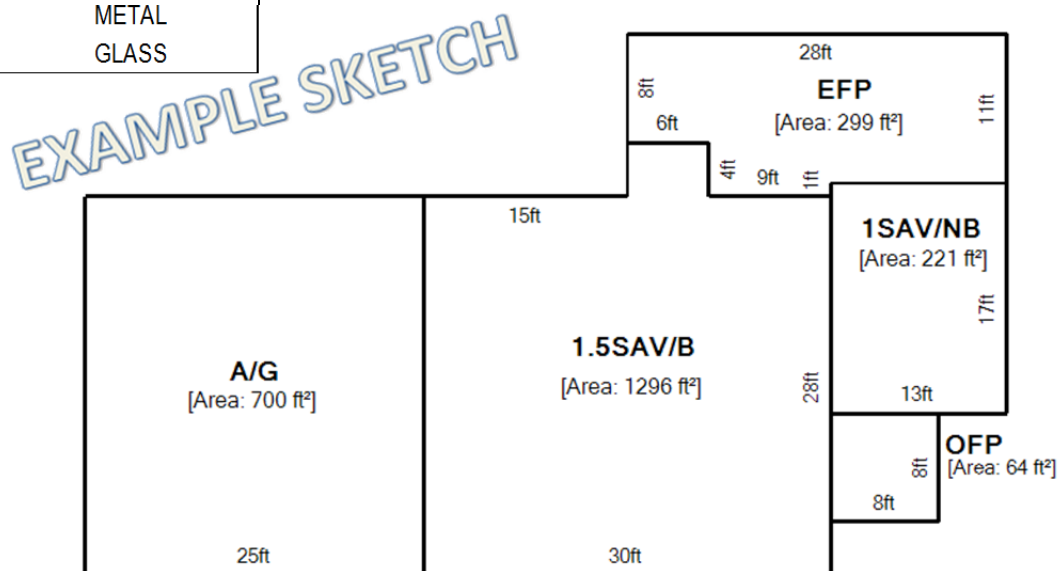 METAL
GLASS
EXAMPLE SKETCH
28ft
8ft
EFP
11ft
6ft
[Area: 299 ft²]
4ft
9ft
1ft
15ft
1SAV/NB
[Area: 221 ft²]
17ft
1.5SAV/B
A/G
[Area: 1296 ft²]
28ft
[Area: 700 ft²]
13ft
OFP
8ft
[Area: 64 ft²]
8ft
25ft
30ft